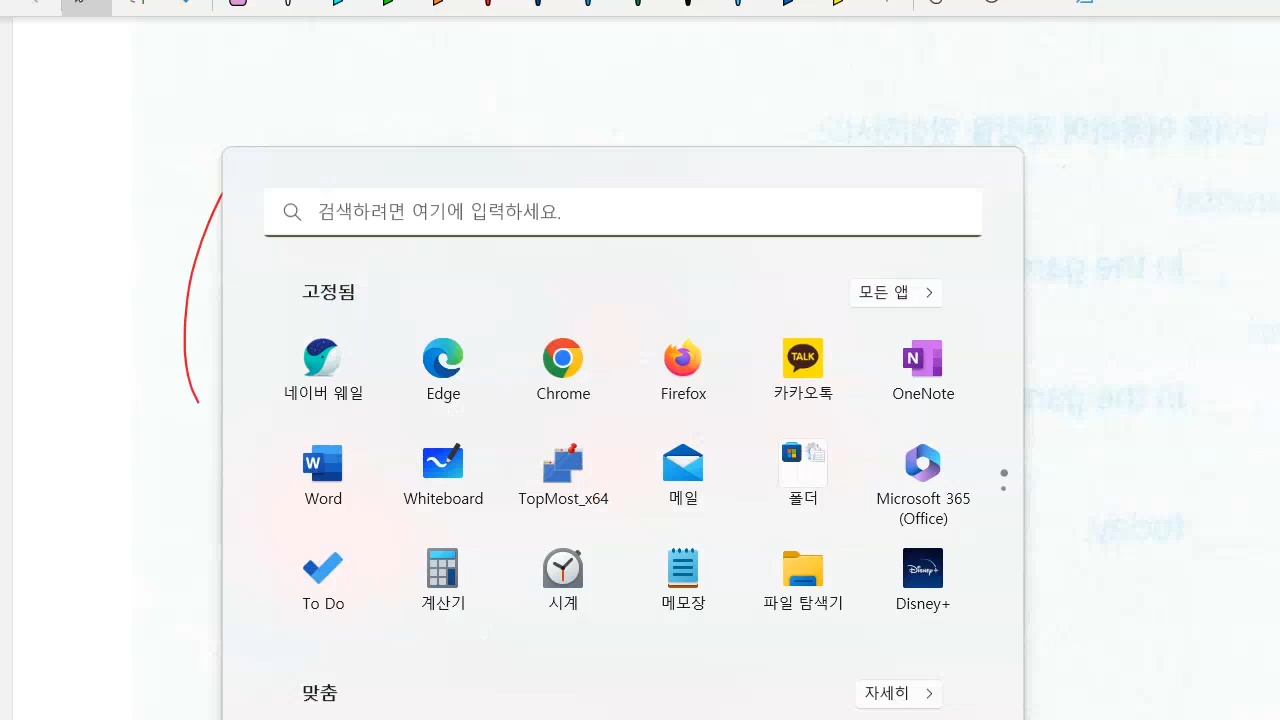 검색하려면 여기에 입력하세요.
고정됨
모든 앱
네이버 웨일
Edge
Chrome
Firefox
TALK
카카오톡
N
OneNote
W
Word
Whiteboard
TopMost_x64
메일
폴더
Microsoft 365
(Office)
To Do
계산기
시계
메모장
파일 탐색기
Disney+
Disney+
맞춤
자세히